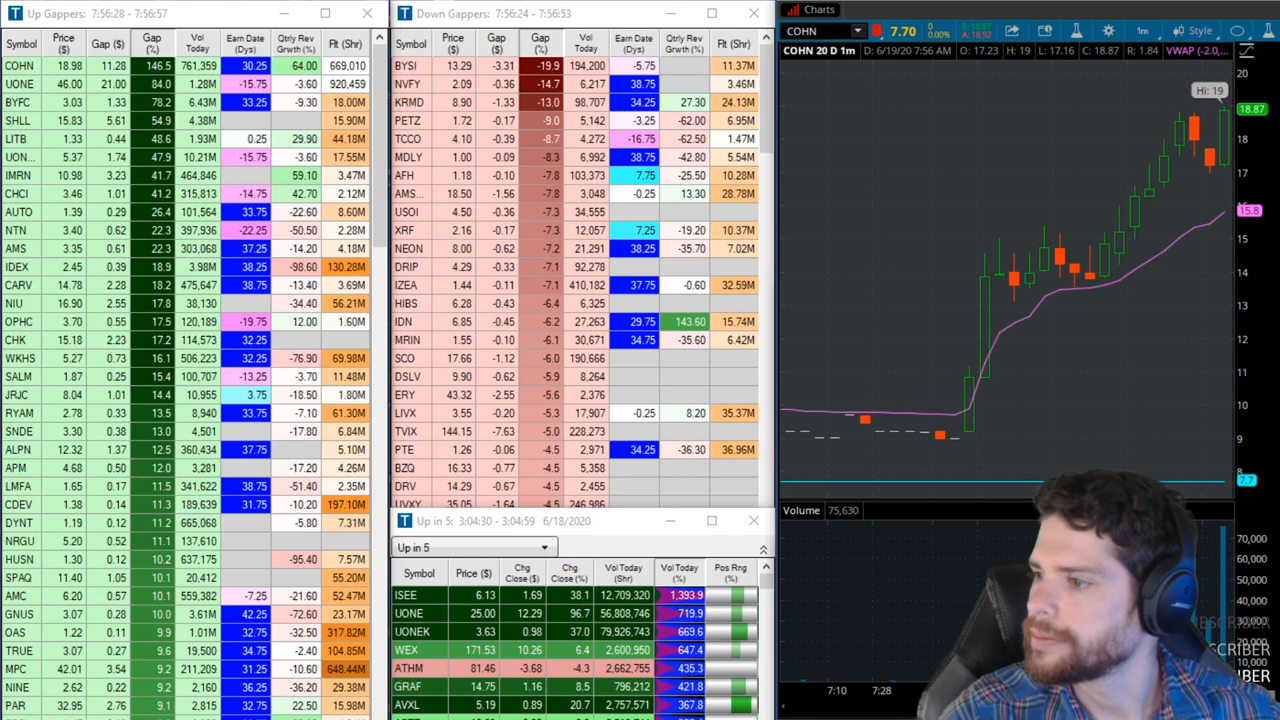 Up Gappers: 7:56:28 - 7:56:57
Symbol Price ($) Gap ($) Gap (%) Vol Today Earn Date (Dys) Qtrly Rev Grwth (%) Flt (Shr)
COHN 18.98 11.28 146.5 761,359 30.25 64.00 669,010
UONE 46.00 21.00 84.0 1.28M -15.75 -3.60 920,459
BYFC 3.03 1.33 78.2 6.43M 33.25 -9.30 18.00M
SHLL 15.83 5.61 54.9 4.38M 15.90M
LITB 1.33 0.44 48.6 1.93M 0.25 29.90 44.18M
UON... 5.37 1.74 47.9 10.21M -15.75 -3.60 17.55M
IMRN 10.98 3.23 41.7 464,846 59.10 3.47M
CHCI 3.46 1.01 41.2 315,813 -14.75 42.70 2.12M
AUTO 1.39 0.29 26.4 101,564 33.75 -22.60 8.60M
NTN 3.40 0.62 22.3 397,936 -22.25 -50.50 2.28M
AMS 3.35 0.61 22.3 303,068 37.25 -14.20 4.18M
IDEX 2.45 0.39 18.9 3.98M 38.25 -98.60 130.28M
CARV 14.78 2.28 18.2 475,647 38.75 -13.40 3.69M
NIU 16.90 2.55 17.8 38,130 -34.40 56.21M
OPHC 3.70 0.55 17.5 120,189 -19.75 12.00 1.60M
CHK 15.18 2.23 17.2 114,573 32.25
WKHS 5.27 0.73 16.1 506,223 32.25 -76.90 69.98M
SALM 1.87 0.25 15.4 100,707 -13.25 -3.70 11.48M
JRJC 8.04 1.01 14.4 10,955 3.75 -18.50 1.80M
RYAM 2.78 0.33 13.5 8,940 33.75 -7.10 61.30M
SNDE 3.30 0.38 13.0 4,501 -17.80 6.84M
ALPN 12.32 1.37 12.5 360,434 37.75 5.10M
APM 4.68 0.50 12.0 3,281 -17.20 4.26M
LMFA 1.65 0.17 11.5 341,622 38.75 -51.40 2.35M
CDEV 1.38 0.14 11.3 189,639 31.75 -10.20 197.10M
DYNT 1.19 0.12 11.2 665,068 -5.80 7.31M
NRGU 5.20 0.52 11.1 137,610
HUSN 1.30 0.12 10.2 637,175 -95.40 7.57M
SPAQ 11.40 1.05 10.1 20,412 55.20M
AMC 6.20 0.57 10.1 559,382 -7.25 -21.60 52.47M
GNUS 3.07 0.28 10.0 3.61M 42.25 -72.60 23.17M
OAS 1.22 0.11 9.9 1.01M 32.75 -32.50 317.82M
TRUE 3.07 0.27 9.6 19,500 34.75 -2.40 104.85M
MPC 42.01 3.54 9.2 211,209 31.25 -10.60 648.44M
NINE 2.62 0.22 9.2 2,160 36.25 -36.20 29.38M
PAR 32.95 2.76 9.1 2,815 32.75 22.50 15.98M
Down Gappers: 7:56:24 - 7:56:53
Symbol Price ($) Gap ($) Gap (%) Vol Today Earn Date (Dys) Qtrly Rev Grwth (%) Flt (Shr)
BYSI 13.29 -3.31 -19.9 194,200 -5.75 11.37M
NVFY 2.09 -0.36 -14.7 6,217 38.75
KRMD 8.90 -1.33 -13.0 98,707 34.25 27.30 24.13M
PETZ 1.72 -0.17 -9.0 5,142 -3.25 -62.00 6.95M
TCCO 4.10 -0.39 -8.7 4,272 -16.75 -62.50 1.47M
MDLY 1.00 -0.09 -8.3 6,992 38.75 -42.80 5.54M
AFH 1.18 -0.10 -7.8 103,373 7.75 -25.50 10.28M
AMS... 18.50 -1.56 -7.8 3,048 -0.25 13.30 28.78M
USOI 4.50 -0.36 -7.3 34,555
XRF 2.16 -0.17 -7.3 12,057 7.25 -19.20 10.37M
NEON 8.00 -0.62 -7.2 21,291 38.25 -35.70 7.02M
DRIP 4.29 -0.33 -7.1 92,278
IZEA 1.44 -0.11 -7.1 410,182 37.75 -0.60 32.59M
HIBS 6.28 -0.43 -6.4 6,325
IDN 6.85 -0.45 -6.2 27,263 29.75 143.60 15.74M
MRIN 1.55 -0.10 -6.1 30,671 34.75 -35.60 6.42M
SCO 17.66 -1.12 -6.0 190,666
DSLV 9.90 -0.62 -5.9 8,264
ERY 43.32 -2.55 -5.6 2,376
LIVX 3.55 -0.20 -5.3 17,907 -0.25 8.20 35.37M
TVIX 144.15 -7.63 -5.0 228,273
PTE 1.26 -0.06 -4.5 2,971 34.25 -36.30 36.96M
BZQ 16.33 -0.77 -4.5 5,358
DRV 14.29 -0.67 -4.5 2,455
UVXY 35.05 -1.64 -4.5 246,986
Up in 5: 3:04:30 - 3:04:59 6/18/2020
Up in 5
Symbol Price ($) Chg Close ($) Chg Close (%) Vol Today (Shr) Vol Today (%) Pos Rng (%)
ISEE 6.13 1.69 38.1 12,709,320 1,393.9
UONE 25.00 12.29 96.7 56,808,746 719.9
UONEK 3.63 0.98 37.0 79,926,743 669.6
WEX 171.53 10.26 6.4 2,600,950 647.4
ATHM 81.46 -3.68 -4.3 2,662,755 435.3
GRAF 14.75 1.16 8.5 796,212 421.8
AVXL 5.19 0.89 20.7 2,757,571 367.8
Charts
COHN 7.70 0.00% B: 18.87 A: 18.92 1m Style
COHN 20 D 1m D: 6/19/20 7:56 AM O: 17.23 H: 19 L: 17.16 C: 18.87 R: 1.84 VWAP (-2.0,...
20
Hi: 19
18.87
18
17
15.8
15
14
13
12
11
10
9
8
7.7
Volume 75,630
70,000
60,000
50,000
40,000
30,000
20,000
10,000
ESCRIBER
SCRIBER
SCRIBER
7:10 7:28